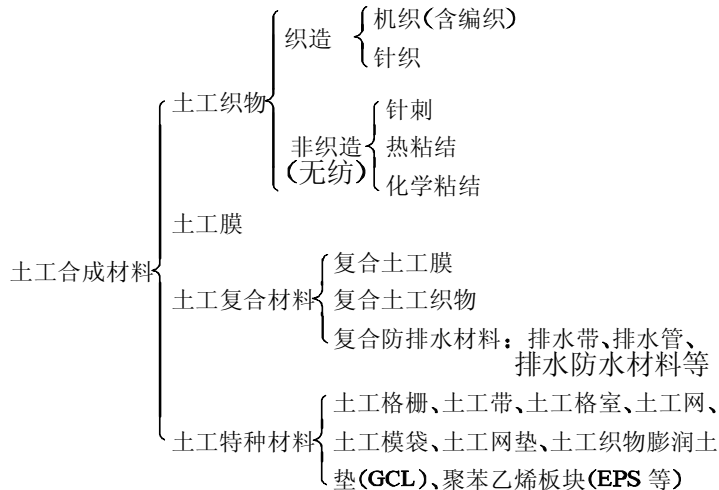 机织(含编织)
织造
针织
土工织物
针刺
非织造
热粘结
(无纺)
化学粘结
土工膜
复合土工膜
土工合成材料
土工复合材料
复合土工织物
复合防排水材料：排水带、排水管、
排水防水材料等
土工格栅、土工带、土工格室、土工网、
土工特种材料
土工模袋、土工网垫、土工织物膨润土
垫(GCL)、聚苯乙烯板块(EPS 等)